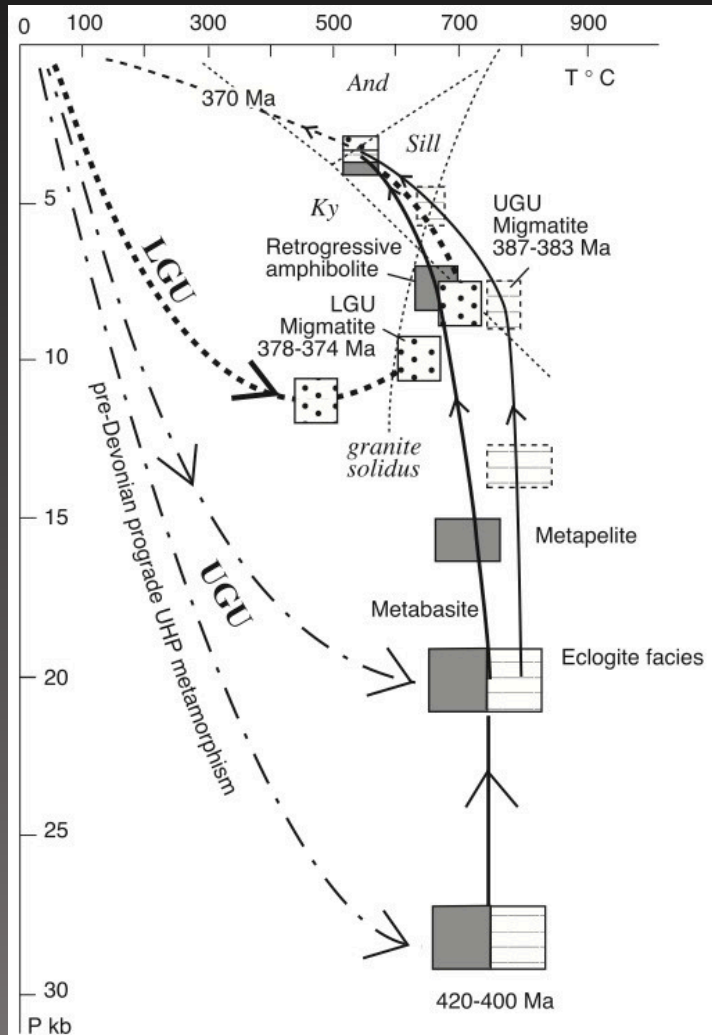 0 100 300 500 700 900
T ° C
And
370 Ma
Sill
Ky
5
UGU
Migmatite
387-383 Ma
LGU
Retrogressive
amphibolite
LGU
Migmatite
378-374 Ma
10
granite
solidus
pre-Devonian prograde UHP metamorphism
15
Metapelite
UGU
Metabasite
Eclogite facies
20
25
420-400 Ma
30
P kb